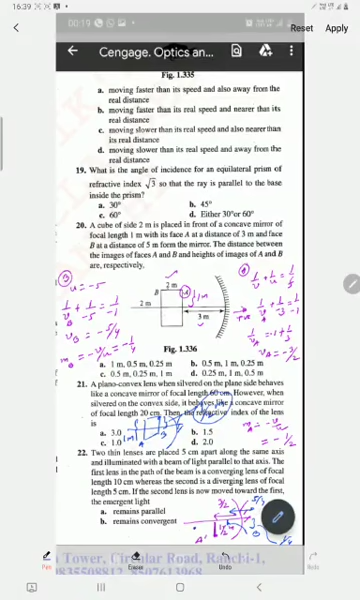 16:39
00:19
Reset Apply
Cengage. Optics an...
Fig. 1.335
a. moving faster than its speed and also away from the
real distance
b. moving faster than its real speed and nearer than its
real distance
c. moving slower than its real speed and also nearer than
its real distance
d. moving slower than its real speed and away from the
real distance
19. What is the angle of incidence for an equilateral prism of
refractive index √3 so that the ray is parallel to the base
inside the prism?
a. 30° b. 45°
c. 60° d. Either 30° or 60°
20. A cube of side 2 m is placed in front of a concave mirror of
focal length 1 m with its face A at a distance of 3 m and face
B at a distance of 5 m form the mirror. The distance between
the images of faces A and B and heights of images of A and B
are, respectively,
u = -5
2 m
B
A
1m
2 m
3 m
Fig. 1.336
a. 1 m, 0.5 m, 0.25 m b. 0.5 m, 1 m, 0.25 m
c. 0.5 m, 0.25 m, 1 m d. 0.25 m, 1 m, 0.5 m
21. A plano-convex lens when silvered on the plane side behaves
like a concave mirror of focal length 60 cm. However, when
silvered on the convex side, it behaves like a concave mirror
of focal length 20 cm. Then, the refractive index of the lens
is
a. 3.0 b. 1.5
c. 1.0 d. 2.0
= -1/2
22. Two thin lenses are placed 5 cm apart along the same axis
and illuminated with a beam of light parallel to that axis. The
first lens in the path of the beam is a converging lens of focal
length 10 cm whereas the second is a diverging lens of focal
length 5 cm. If the second lens is now moved toward the first,
the emergent light
a. remains parallel
b. remains convergent
Tower, Circular Road, Ranchi-1,
Pen Eraser Undo Redo